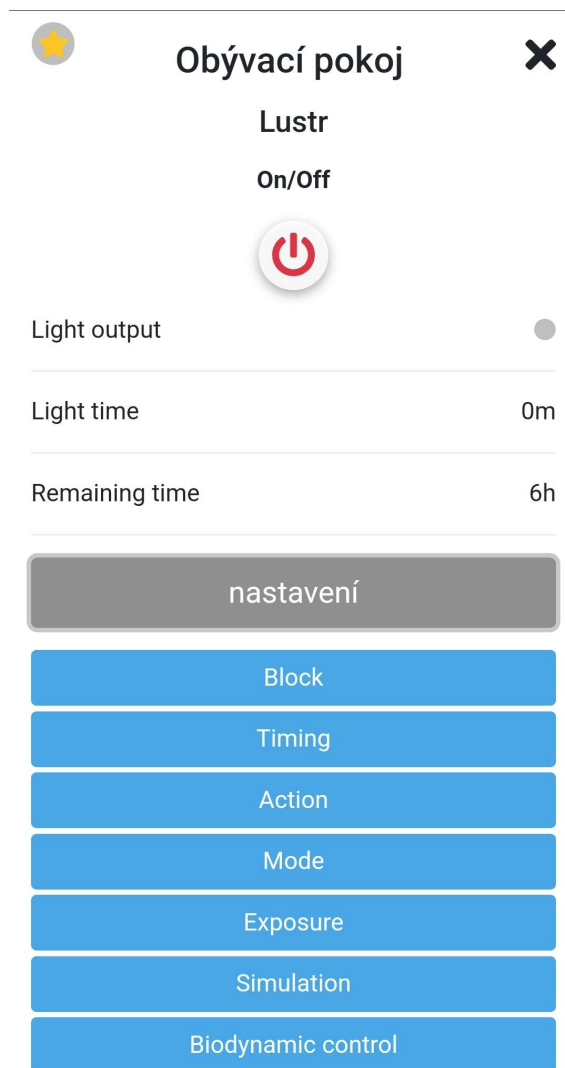 Obývací pokoj
Lustr
On/Off
Light output
Light time 0m
Remaining time 6h
nastavení
Block
Timing
Action
Mode
Exposure
Simulation
Biodynamic control